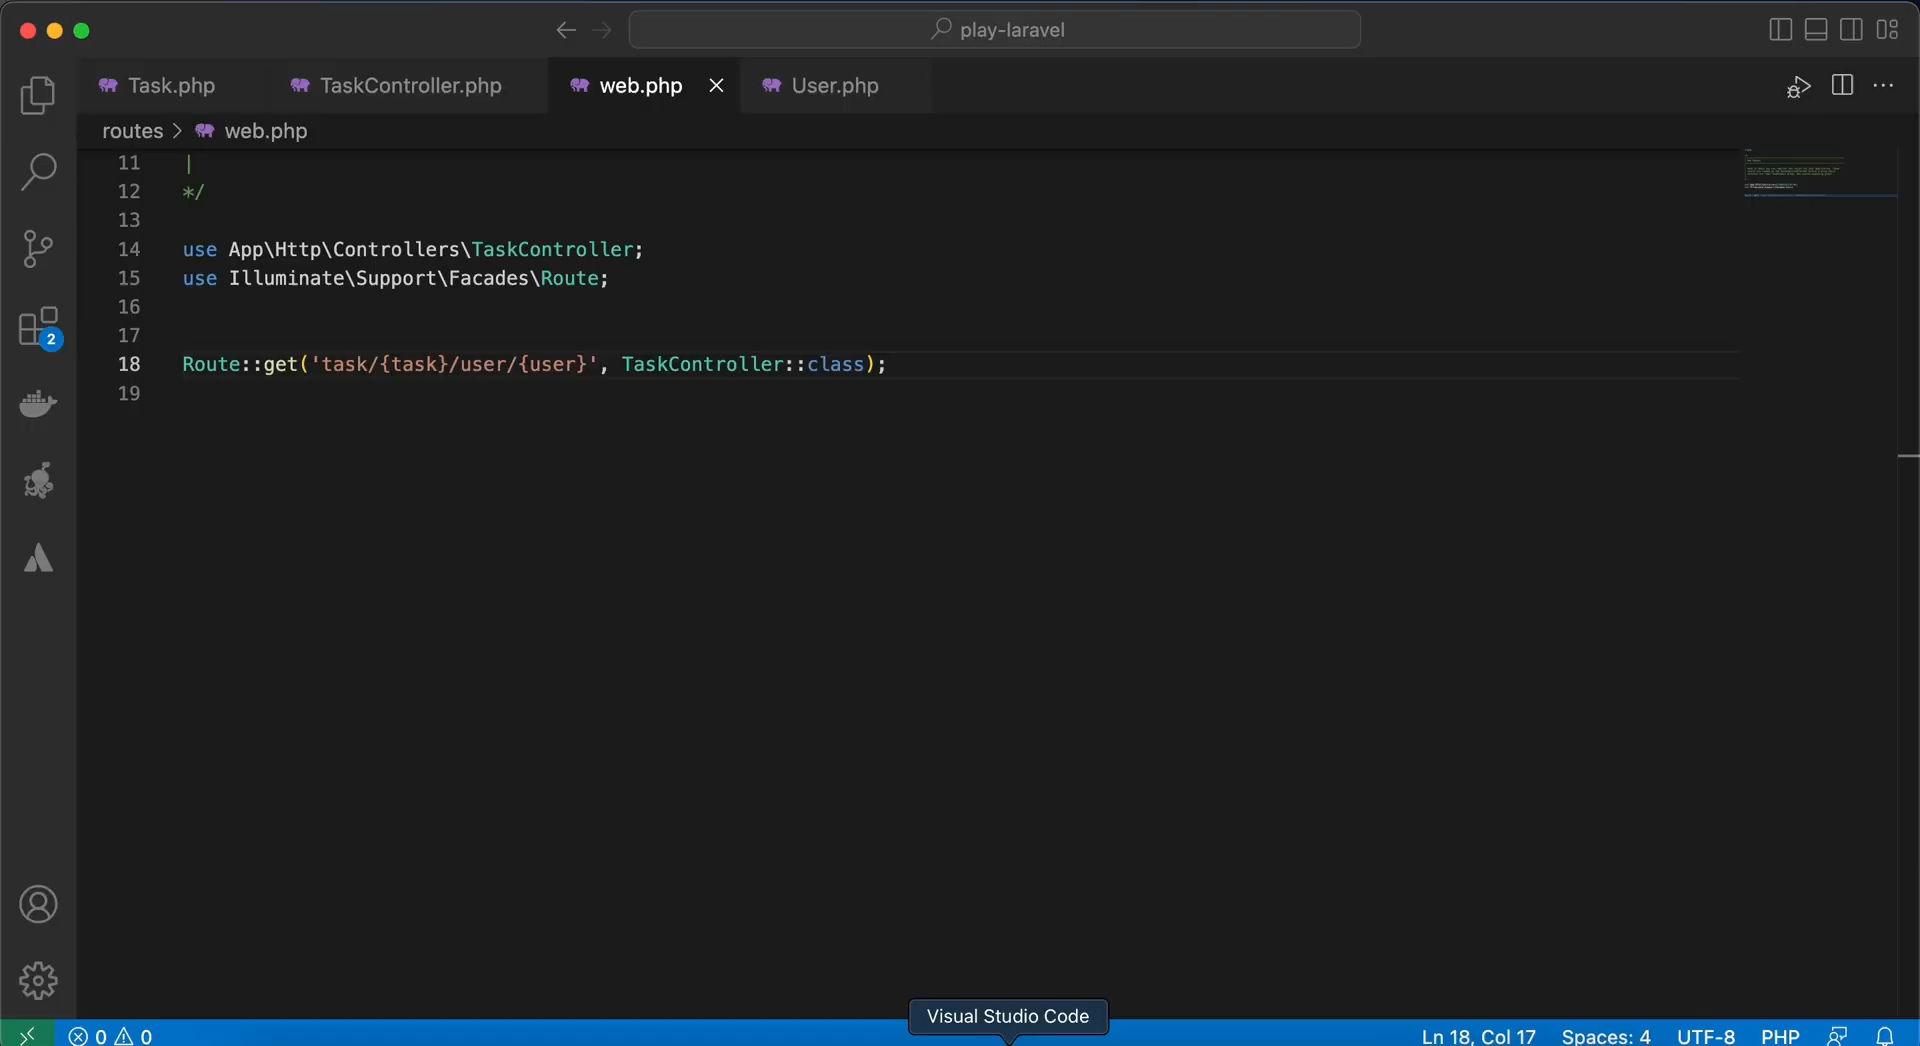 play-laravel
Task.php
TaskController.php
web.php
User.php
routes > web.php
11 |
12 */
13
14 use App\Http\Controllers\TaskController;
15 use Illuminate\Support\Facades\Route;
16
17
18 Route::get('task/{task}/user/{user}', TaskController::class);
19
2
Visual Studio Code
0 0
Ln 18, Col 17 Spaces: 4 UTF-8 PHP